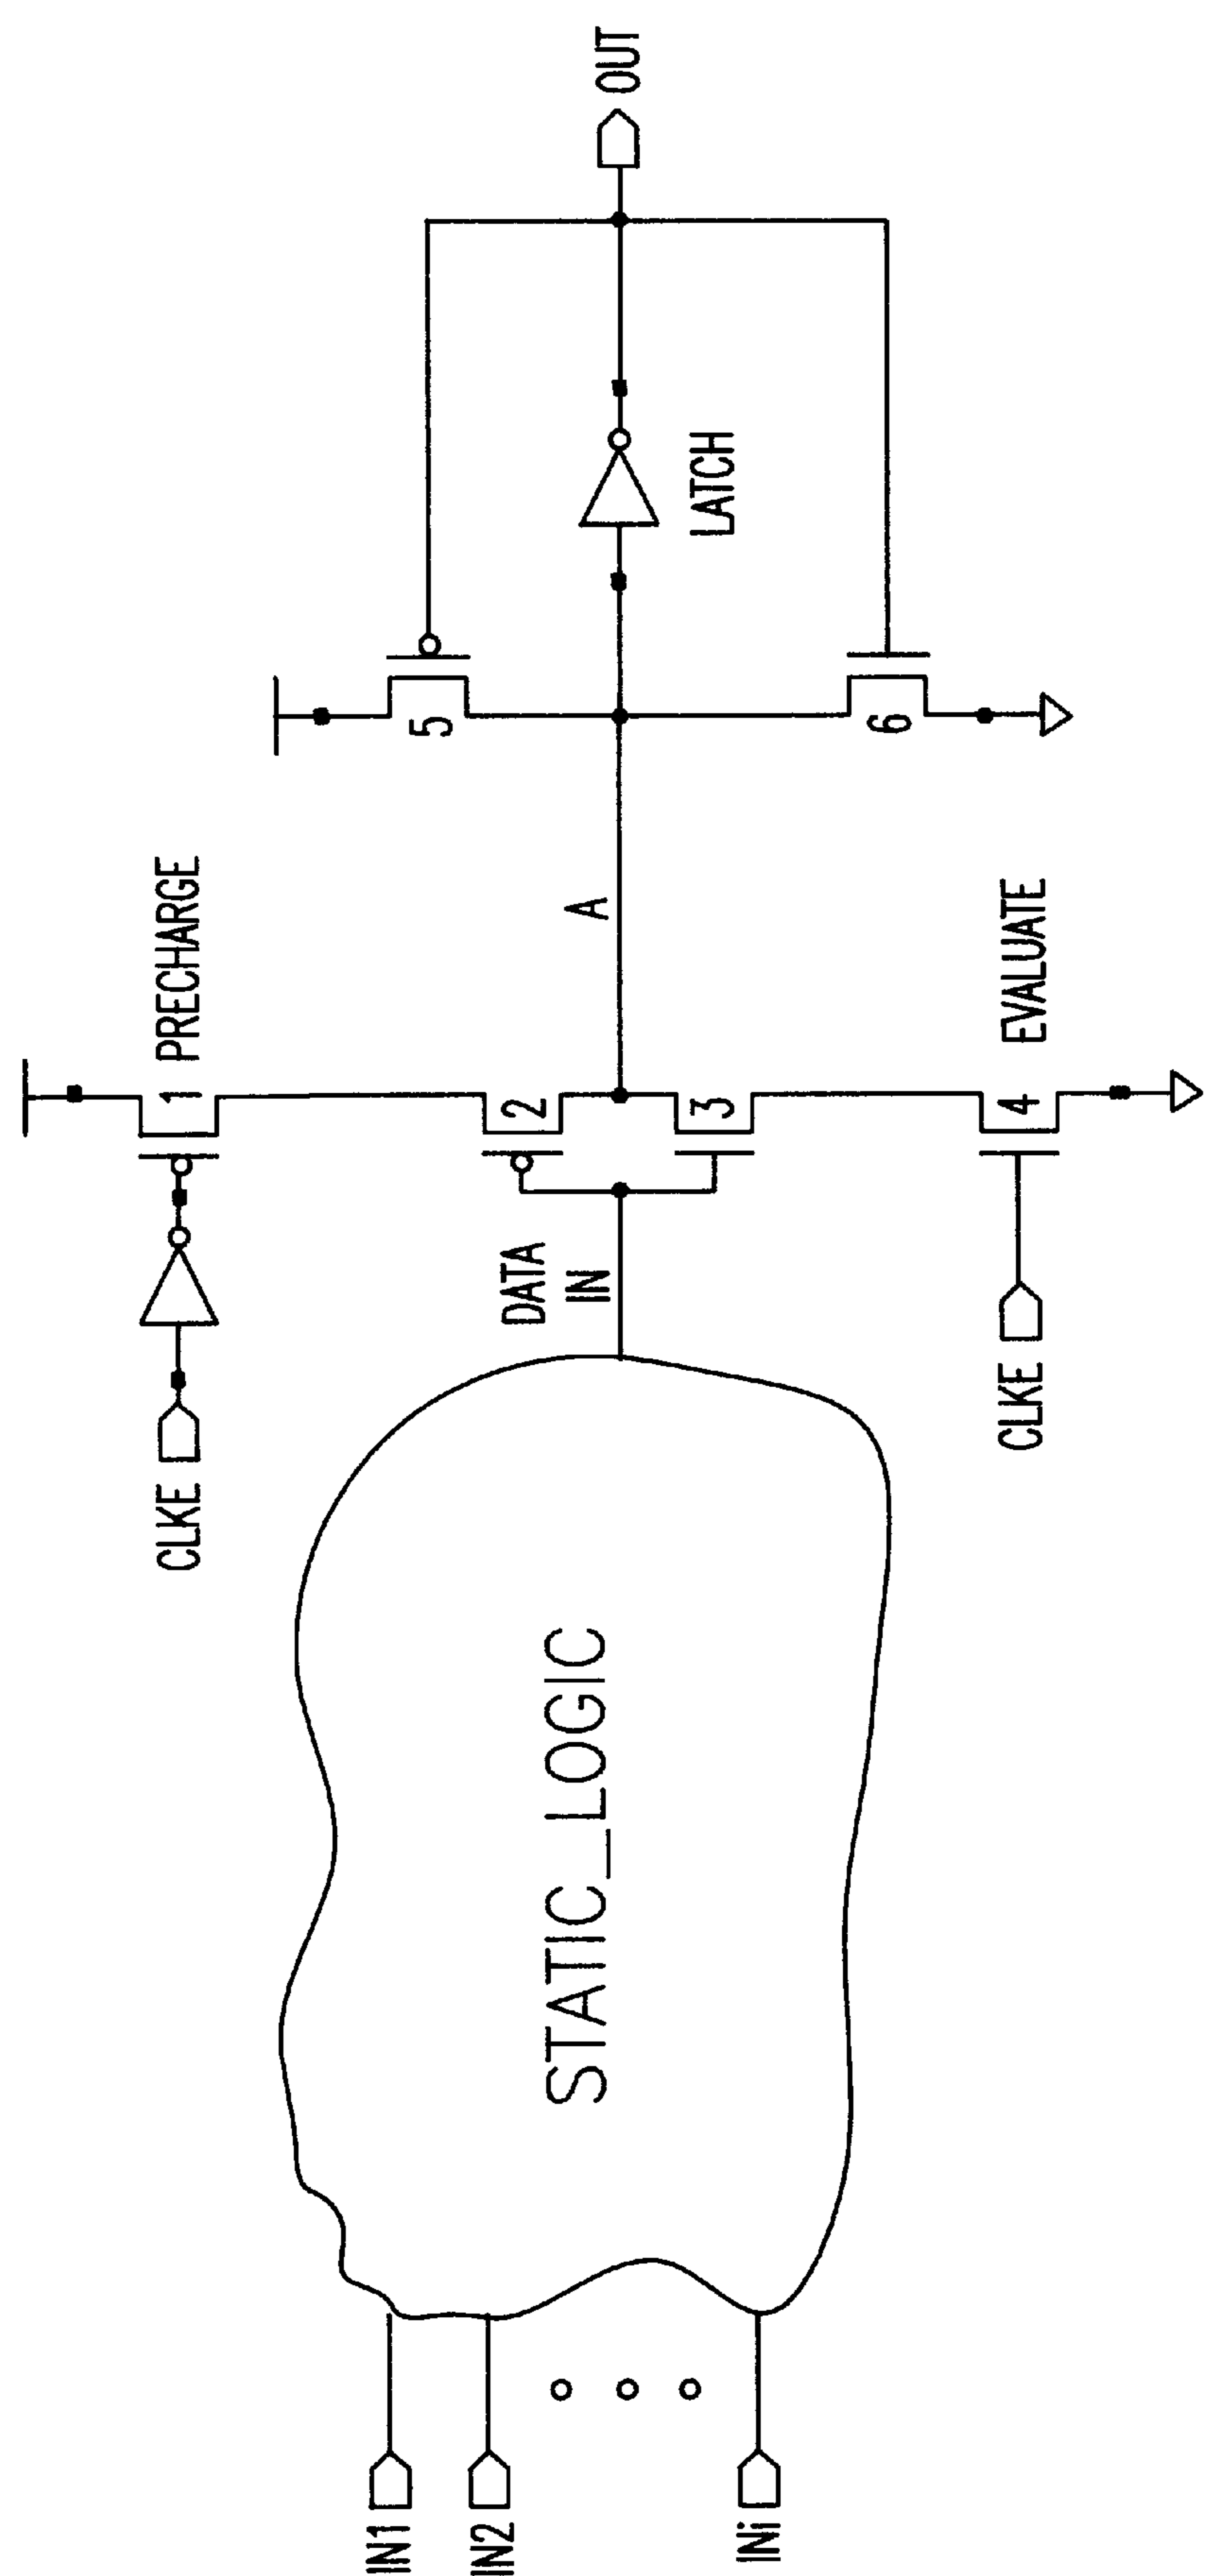 CLKE
1 PRECHARGE
IN1
IN2
INi
STATIC_LOGIC
DATA
IN
2
3
A
5
6
LATCH
OUT
CLKE
4
EVALUATE